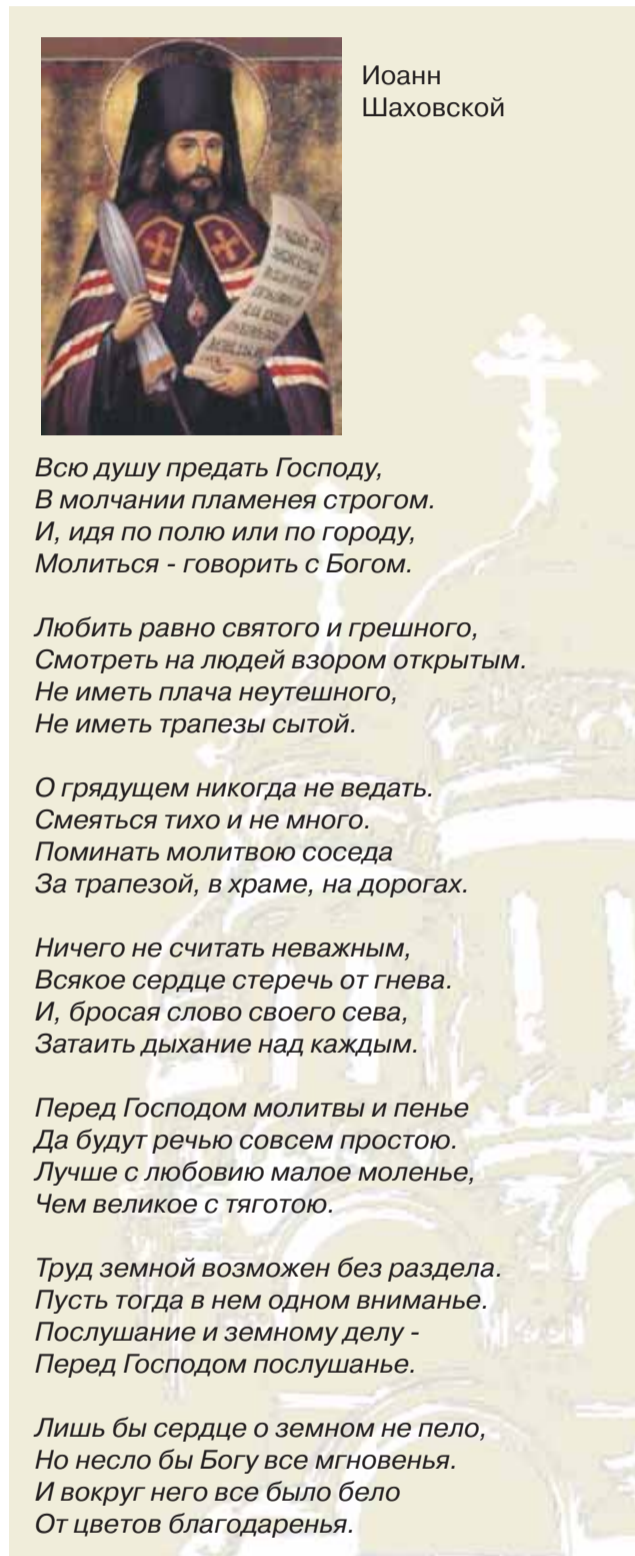 Иоанн
Шаховской
Всю душу предать Господу,
В молчании пламенея строгом.
И, идя по полю или по городу,
Молиться - говорить с Богом.
Любить равно святого и грешного,
Смотреть на людей взором открытым.
Не иметь плача неутешного,
Не иметь трапезы сытой.
О грядущем никогда не ведать.
Смеяться тихо и не много.
Поминать молитвою соседа
За трапезой, в храме, на дорогах.
Ничего не считать неважным,
Всякое сердце стеречь от гнева.
И, бросая слово своего сева,
Затаить дыхание над каждым.
Перед Господом молитвы и пенье
Да будут речью совсем простою.
Лучше с любовию малое моленье,
Чем великое с тяготою.
Труд земной возможен без раздела.
Пусть тогда в нем одном вниманье.
Послушание и земному делу -
Перед Господом послушанье.
Лишь бы сердце о земном не пело,
Но несло бы Богу все мгновенья.
И вокруг него все было бело
От цветов благодаренья.